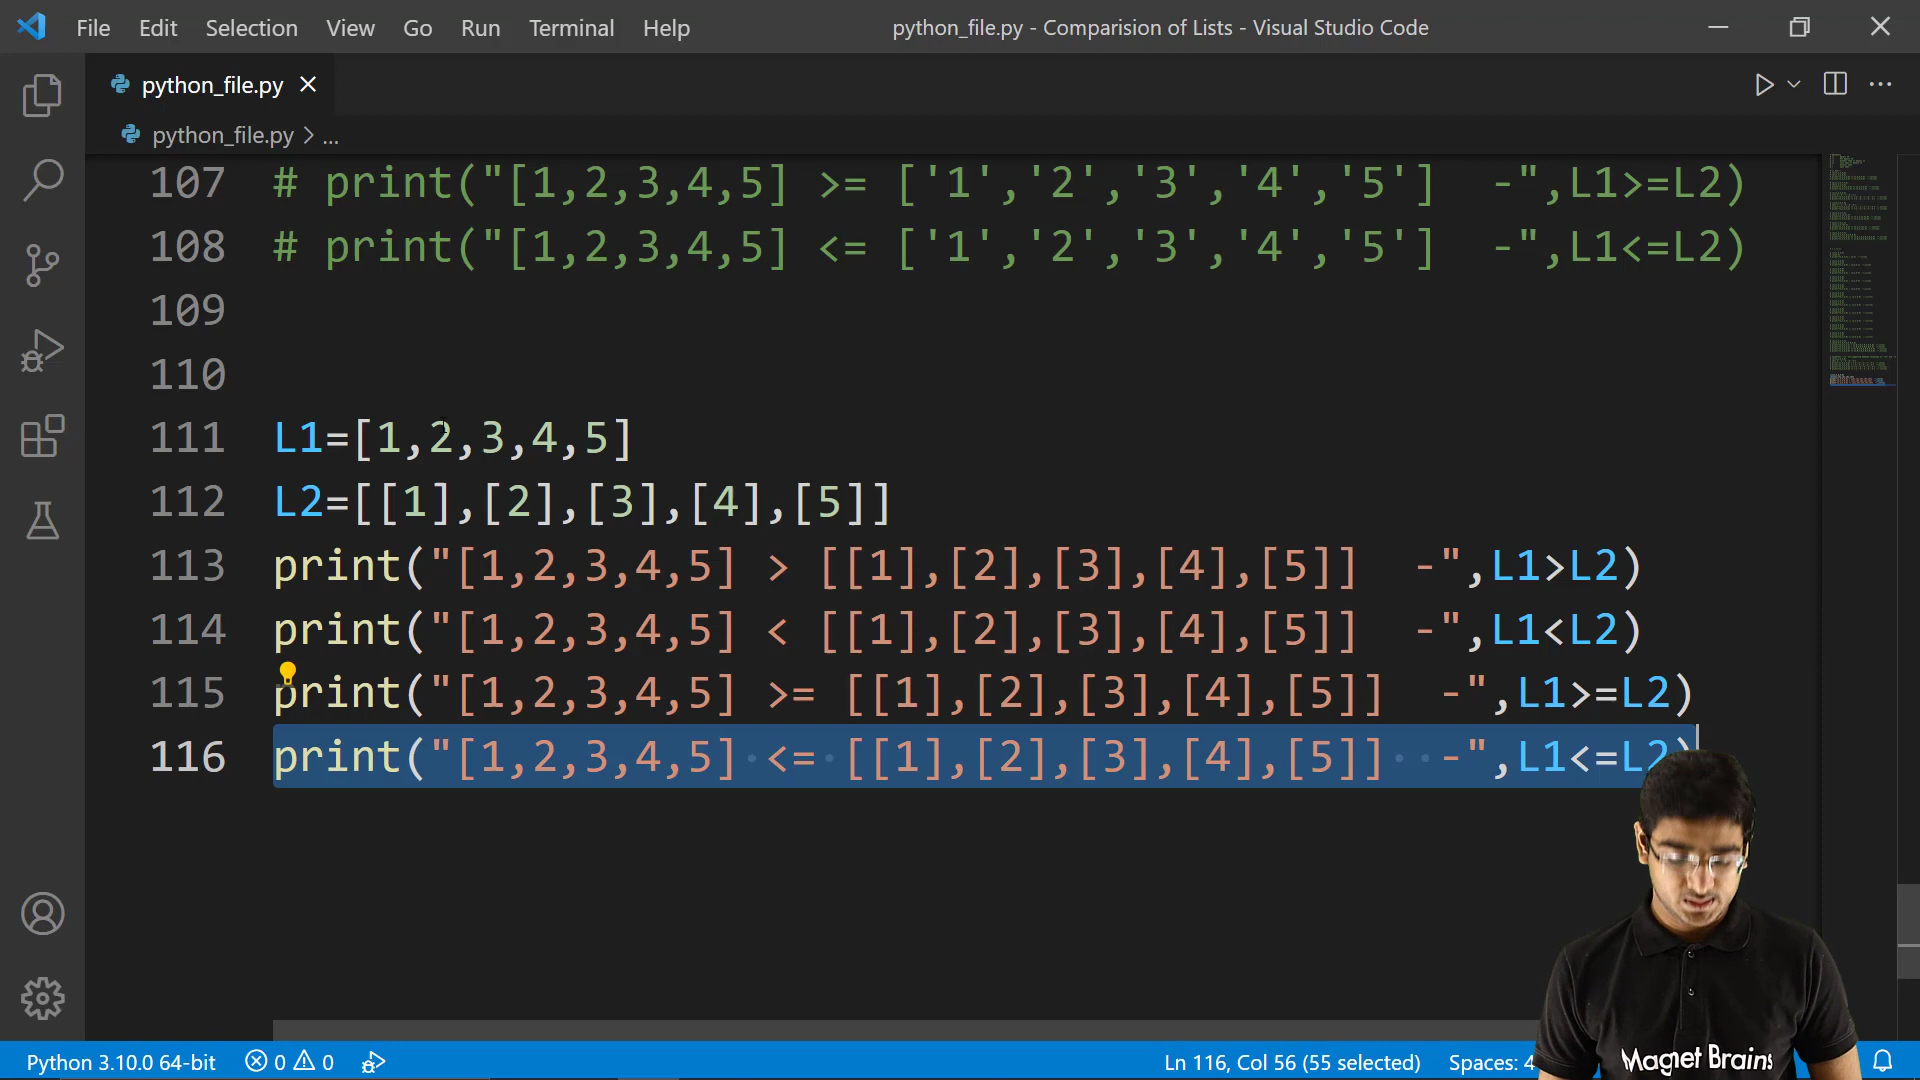 File Edit Selection View Go Run Terminal Help python_file.py - Comparision of Lists - Visual Studio Code
python_file.py
python_file.py > ...
107 # print("[1,2,3,4,5] >= ['1','2','3','4','5']  -",L1>=L2)
108 # print("[1,2,3,4,5] <= ['1','2','3','4','5']  -",L1<=L2)
109
110
111 L1=[1,2,3,4,5]
112 L2=[[1],[2],[3],[4],[5]]
113 print("[1,2,3,4,5] > [[1],[2],[3],[4],[5]]  -",L1>L2)
114 print("[1,2,3,4,5] < [[1],[2],[3],[4],[5]]  -",L1<L2)
115 print("[1,2,3,4,5] >= [[1],[2],[3],[4],[5]]  -",L1>=L2)
116 print("[1,2,3,4,5] <= [[1],[2],[3],[4],[5]]  -",L1<=L2)
Python 3.10.0 64-bit 0 0 Ln 116, Col 56 (55 selected) Spaces: 4
Magnet Brains